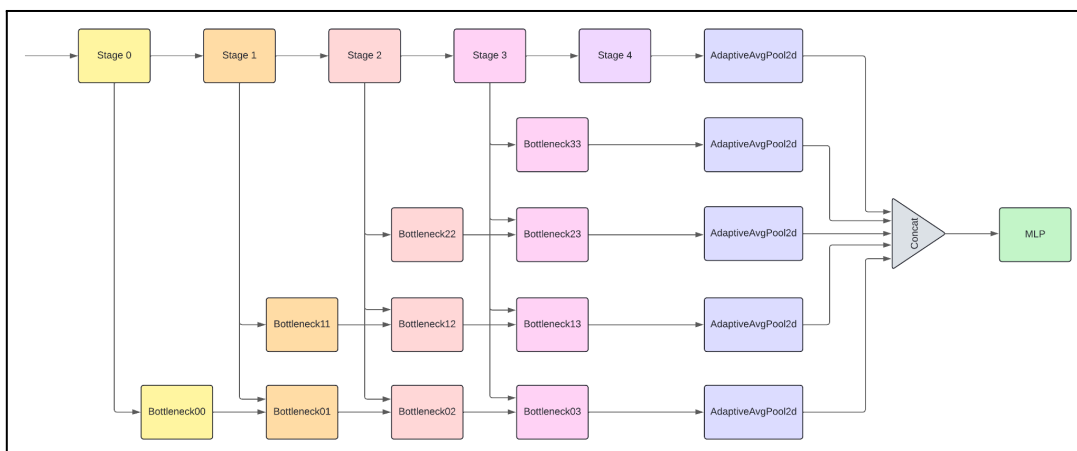 Stage 0
Stage 1
Stage 2
Stage 3
Stage 4
AdaptiveAvgPool2d
Bottleneck33
AdaptiveAvgPool2d
Bottleneck22
Bottleneck23
AdaptiveAvgPool2d
Concat
MLP
Bottleneck11
Bottleneck12
Bottleneck13
AdaptiveAvgPool2d
Bottleneck00
Bottleneck01
Bottleneck02
Bottleneck03
AdaptiveAvgPool2d